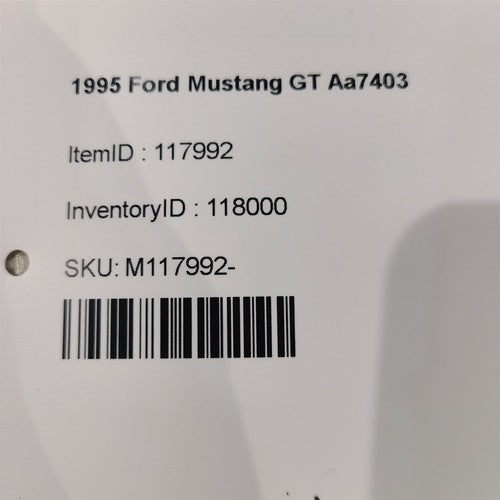 1995 Ford Mustang GT Aa7403
ItemID : 117992
InventoryID : 118000
SKU: M117992-